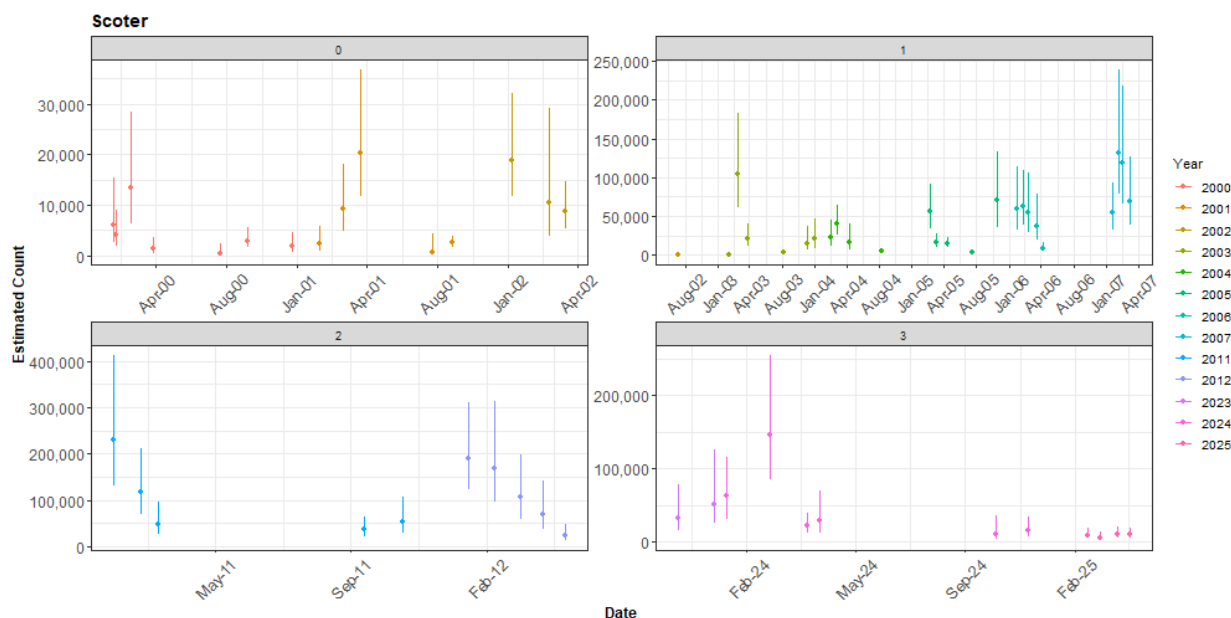 Scoter
0
30,000
20,000
10,000
0
Apr-00
Aug-00
Jan-01
Apr-01
Aug-01
Jan-02
Apr-02
1
250,000
200,000
150,000
100,000
50,000
0
Aug-02
Jan-03
Apr-03
Aug-03
Jan-04
Apr-04
Aug-04
Jan-05
Apr-05
Aug-05
Jan-06
Apr-06
Aug-06
Jan-07
Apr-07
Estimated Count
2
400,000
300,000
200,000
100,000
0
May-11
Sep-11
Feb-12
3
200,000
100,000
0
Feb-24
May-24
Sep-24
Feb-25
Date
Year
2000
2001
2002
2003
2004
2005
2006
2007
2011
2012
2023
2024
2025